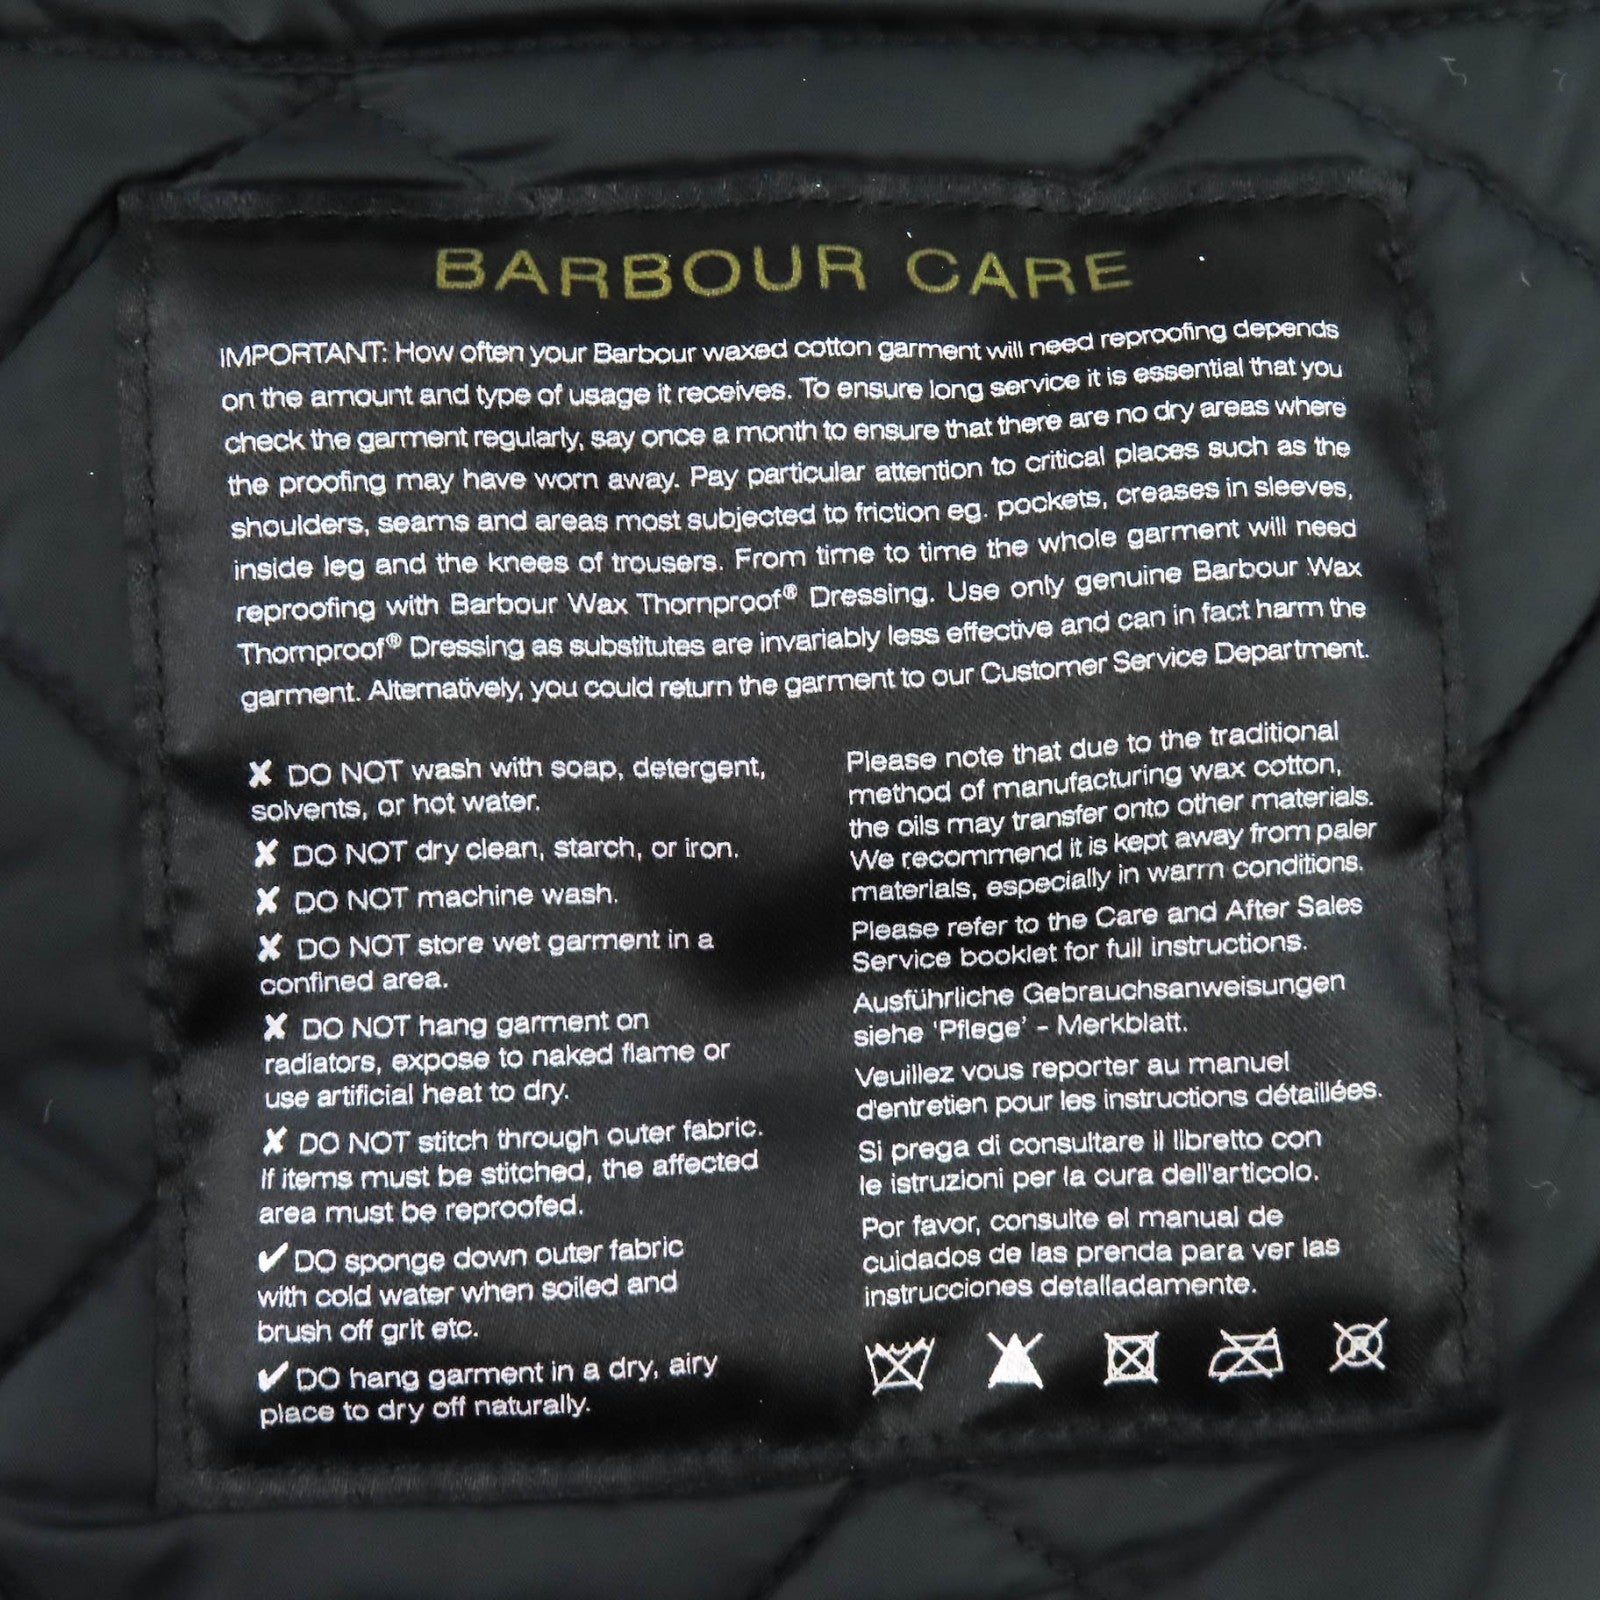 BARBOUR CARE
IMPORTANT: How often your Barbour waxed cotton garment will need reproofing depends
on the amount and type of usage it receives. To ensure long service it is essential that you
check the garment regularly, say once a month to ensure that there are no dry areas where
the proofing may have worn away. Pay particular attention to critical places such as the
shoulders, seams and areas most subjected to friction eg. pockets, creases in sleeves,
inside leg and the knees of trousers. From time to time the whole garment will need
reproofing with Barbour Wax Thornproof® Dressing. Use only genuine Barbour Wax
Thornproof® Dressing as substitutes are invariably less effective and can in fact harm the
garment. Alternatively, you could return the garment to our Customer Service Department.
✘ DO NOT wash with soap, detergent,
solvents, or hot water.
✘ DO NOT dry clean, starch, or iron.
✘ DO NOT machine wash.
✘ DO NOT store wet garment in a
confined area.
✘ DO NOT hang garment on
radiators, expose to naked flame or
use artificial heat to dry.
✘ DO NOT stitch through outer fabric.
If items must be stitched, the affected
area must be reproofed.
✔ DO sponge down outer fabric
with cold water when soiled and
brush off grit etc.
✔ DO hang garment in a dry, airy
place to dry off naturally.
Please note that due to the traditional
method of manufacturing wax cotton,
the oils may transfer onto other materials.
We recommend it is kept away from paler
materials, especially in warm conditions.
Please refer to the Care and After Sales
Service booklet for full instructions.
Ausführliche Gebrauchsanweisungen
siehe 'Pflege' - Merkblatt.
Veuillez vous reporter au manuel
d'entretien pour les instructions détaillées.
Si prega di consultare il libretto con
le istruzioni per la cura dell'articolo.
Por favor, consulte el manual de
cuidados de las prenda para ver las
instrucciones detalladamente.